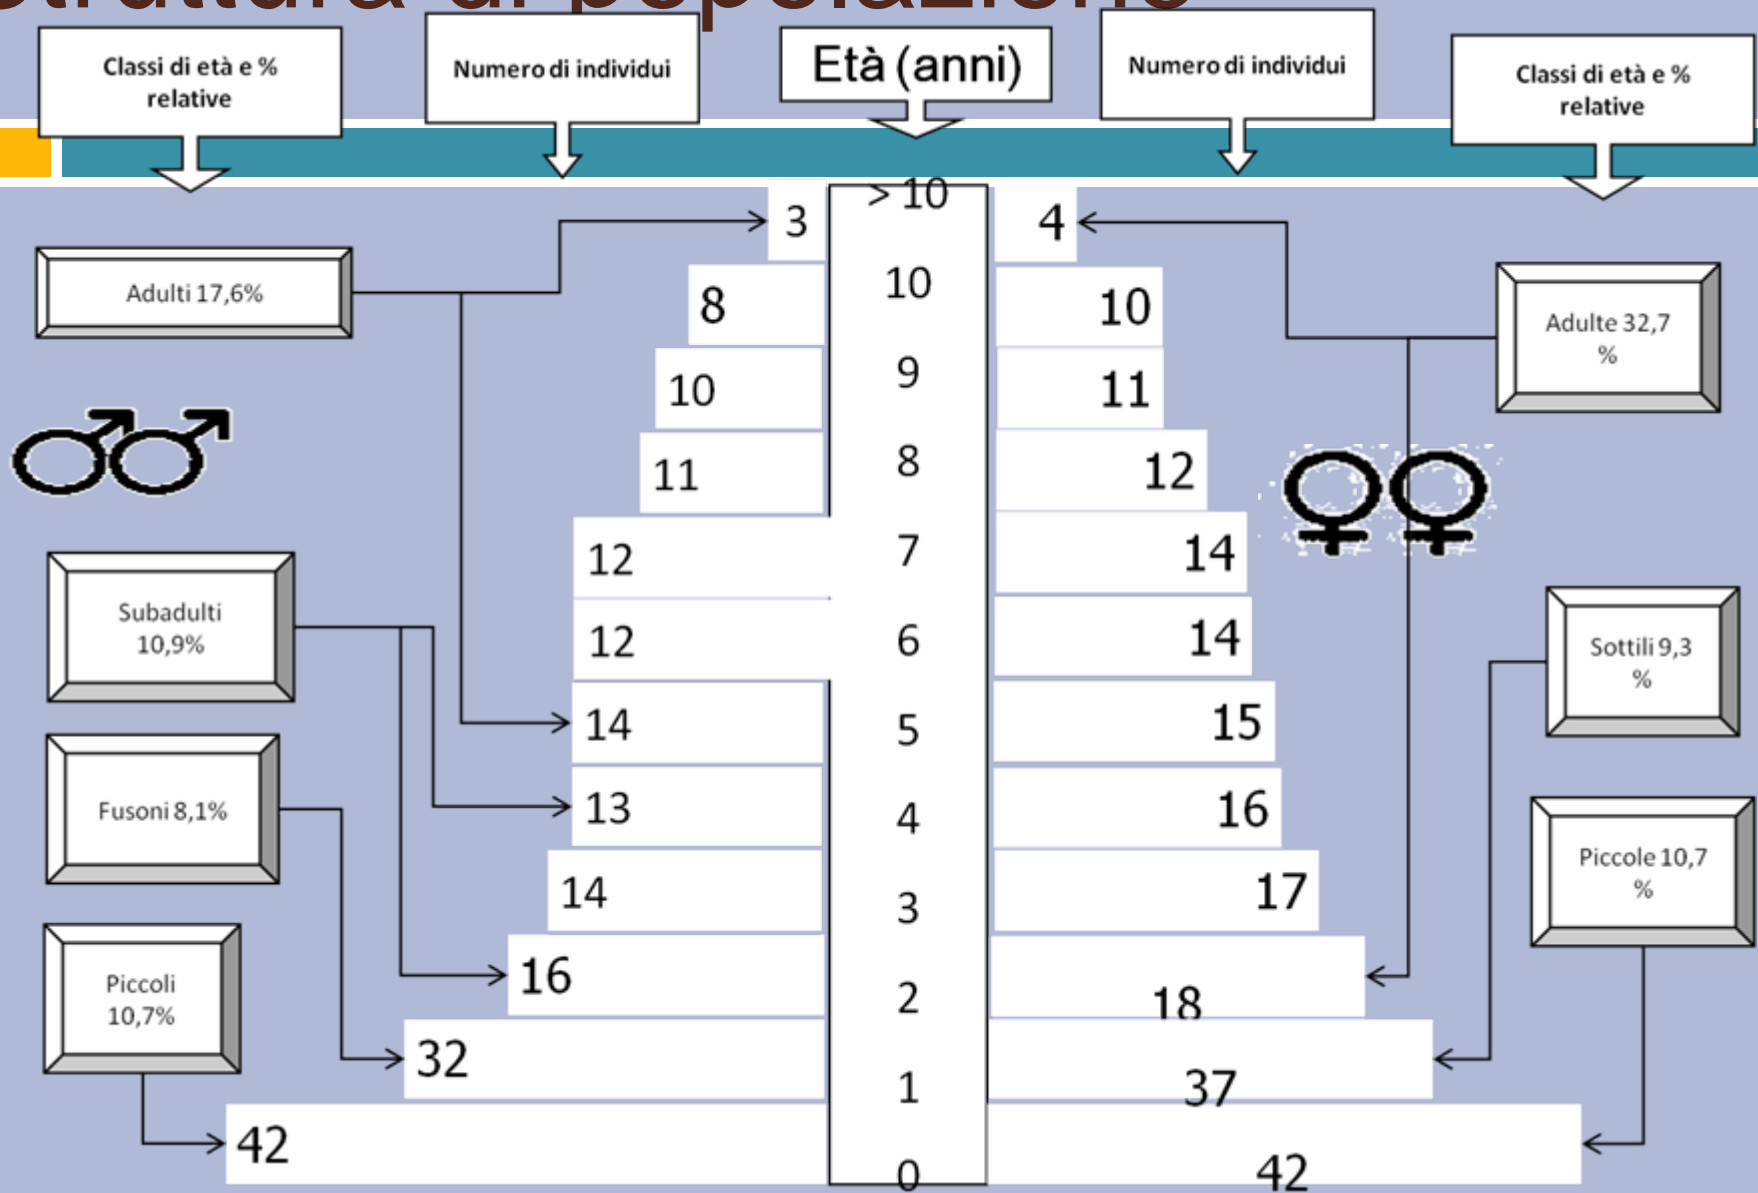 struttura di popolazione
Classi di età e %
relative
Numero di individui
Età (anni)
Numero di individui
Classi di età e %
relative
3
> 10
4
Adulti 17,6%
8
10
10
Adulte 32,7
%
10
9
11
11
8
12
12
7
14
Subadulti
10,9%
12
6
14
Sottili 9,3
%
14
5
15
Fusoni 8,1%
13
4
16
Piccole 10,7
%
14
3
17
Piccoli
10,7%
16
2
18
32
1
37
42
0
42